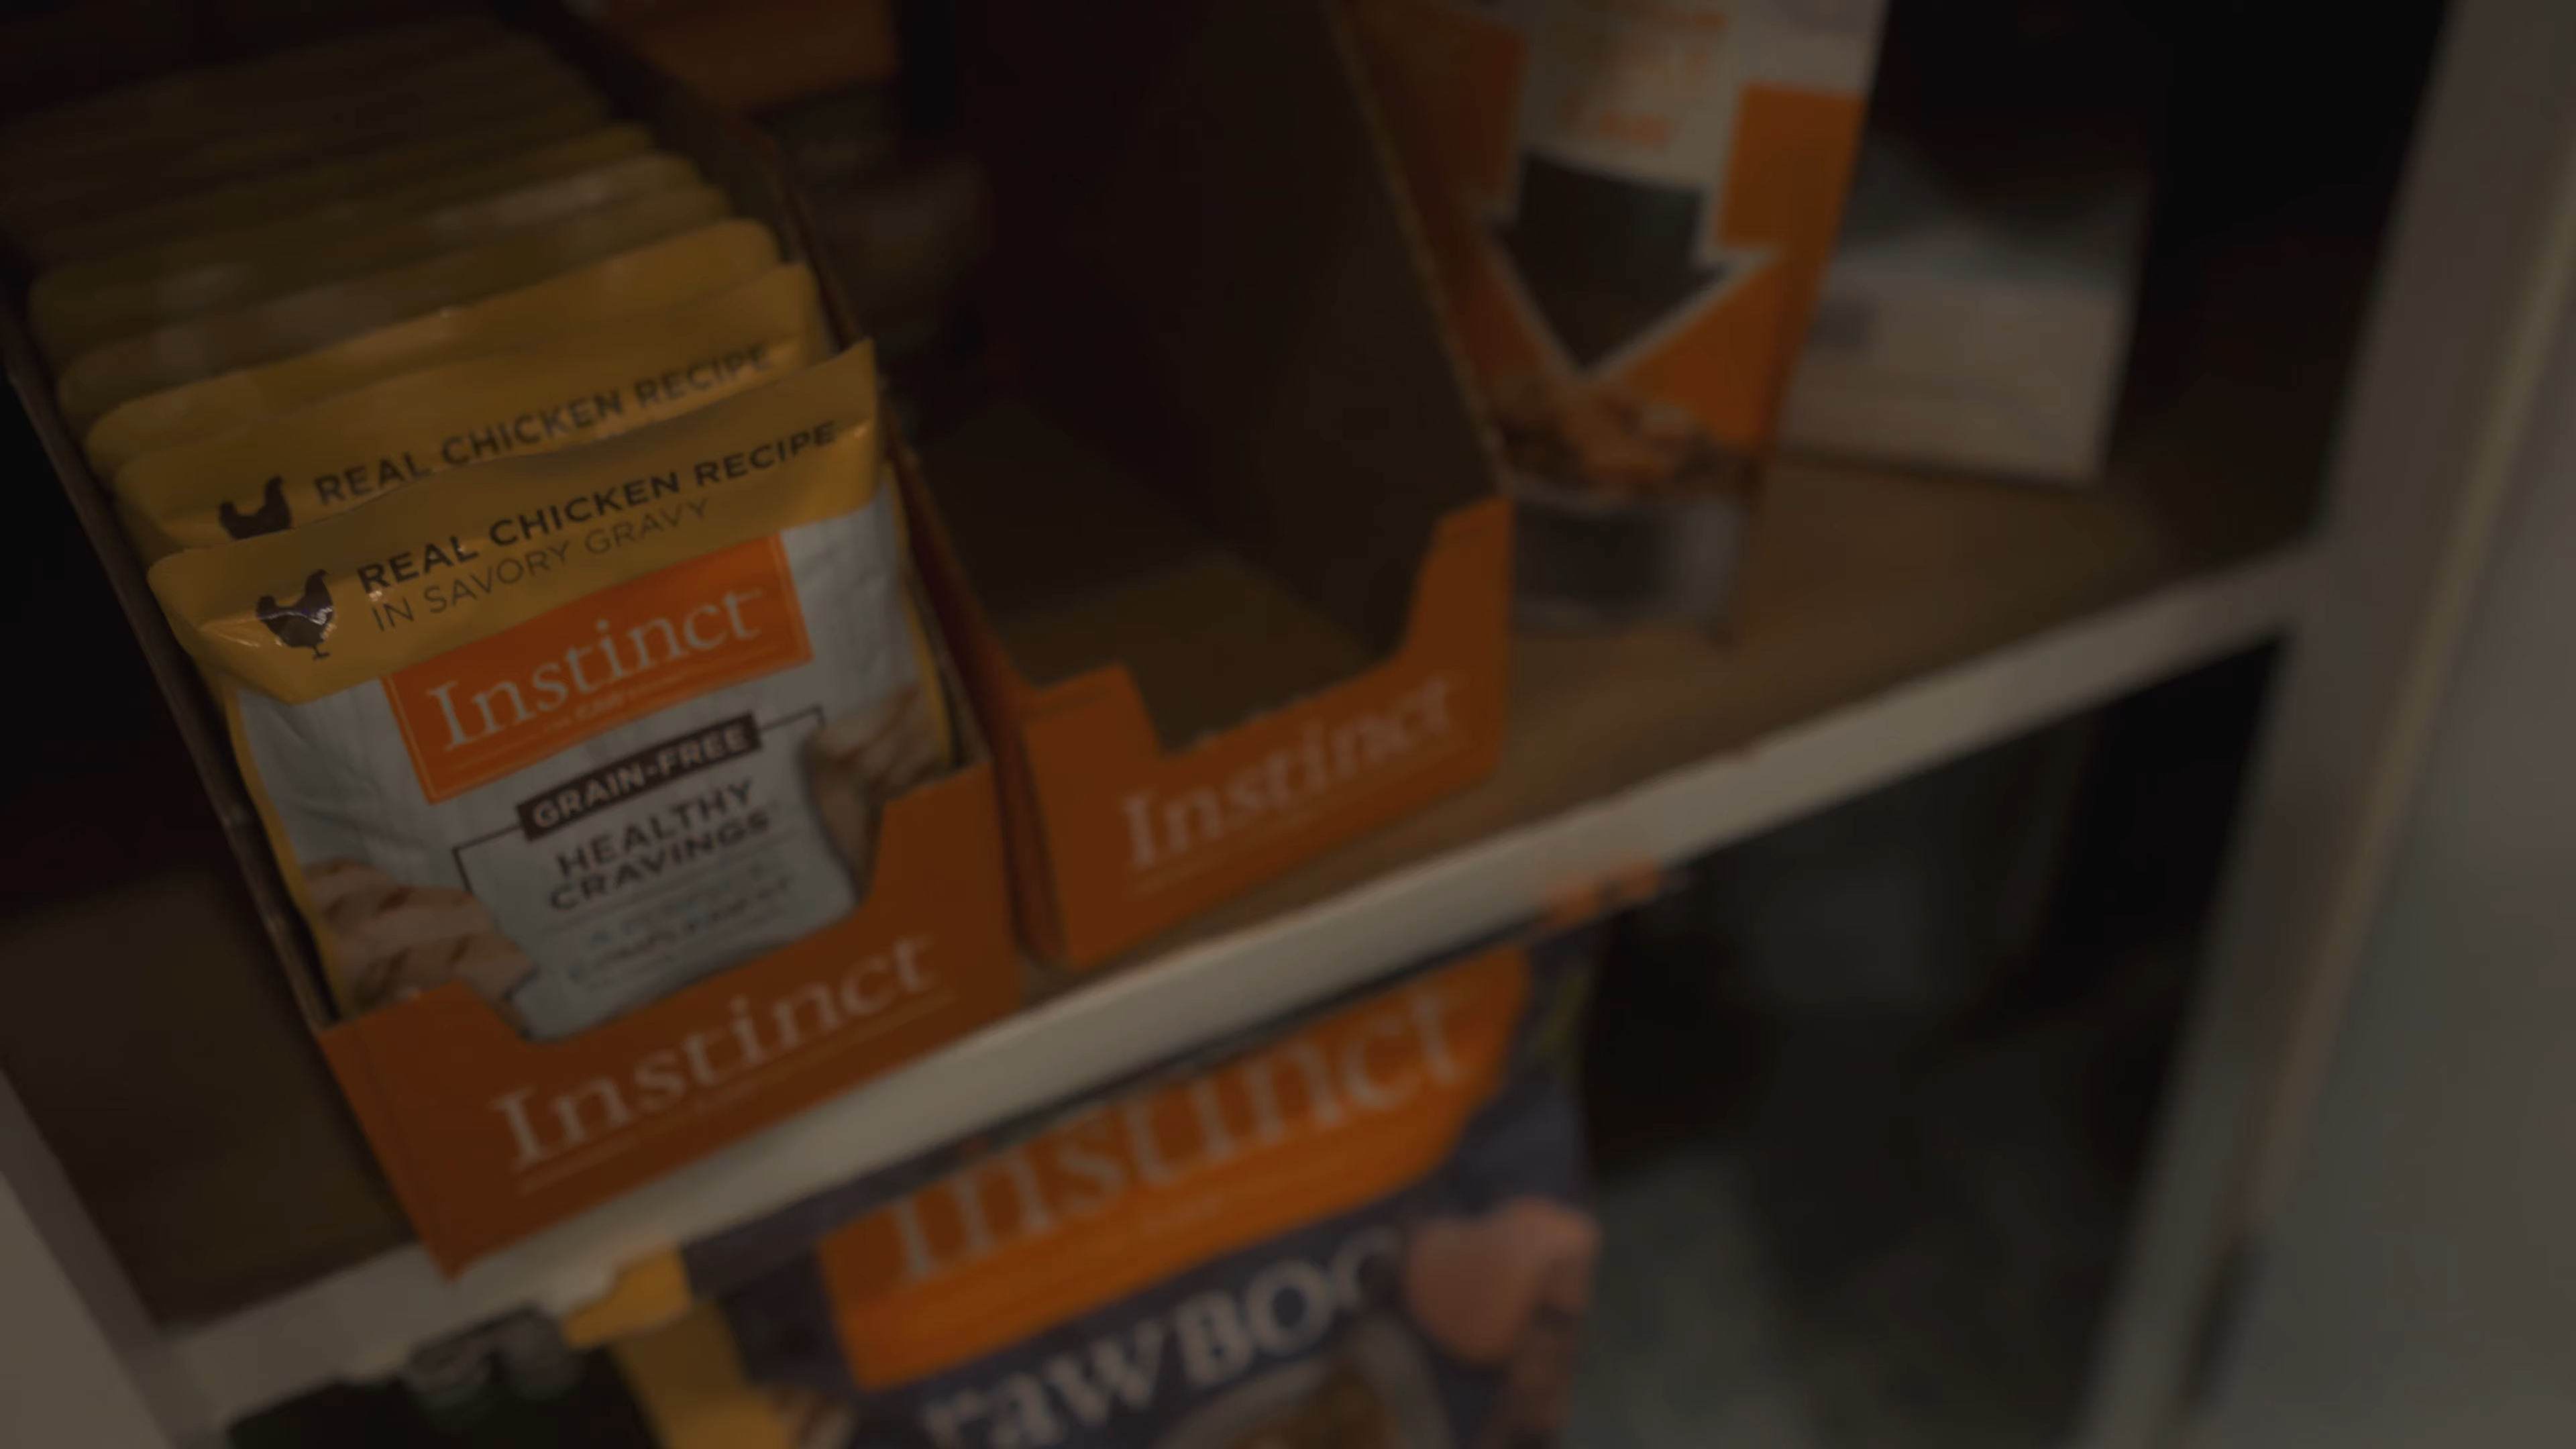 REAL CHICKEN RECIPE
REAL CHICKEN RECIPE
IN SAVORY GRAVY
Instinct
GRAIN-FREE
HEALTHY
CRAVINGS
Instinct
Instinct
Instinct
rawBOO